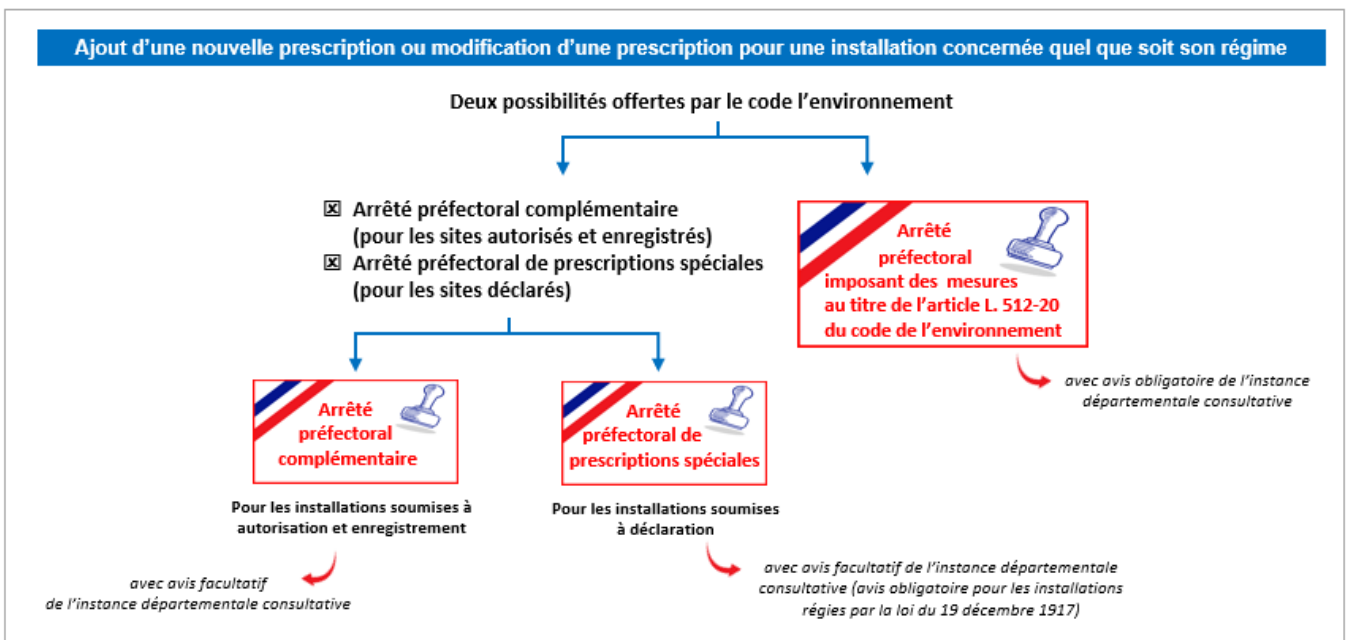 Ajout d’une nouvelle prescription ou modification d’une prescription pour une installation concernée quel que soit son régime
Deux possibilités offertes par le code l’environnement
☒ Arrêté préfectoral complémentaire
(pour les sites autorisés et enregistrés)
☒ Arrêté préfectoral de prescriptions spéciales
(pour les sites déclarés)
Arrêté
préfectoral
imposant des mesures
au titre de l’article L. 512-20
du code de l’environnement
avec avis obligatoire de l’instance
départementale consultative
Arrêté
préfectoral
complémentaire
Pour les installations soumises à
autorisation et enregistrement
avec avis facultatif
de l’instance départementale consultative
Arrêté
préfectoral de
prescriptions spéciales
Pour les installations soumises
à déclaration
avec avis facultatif de l’instance départementale
consultative (avis obligatoire pour les installations
régies par la loi du 19 décembre 1917)